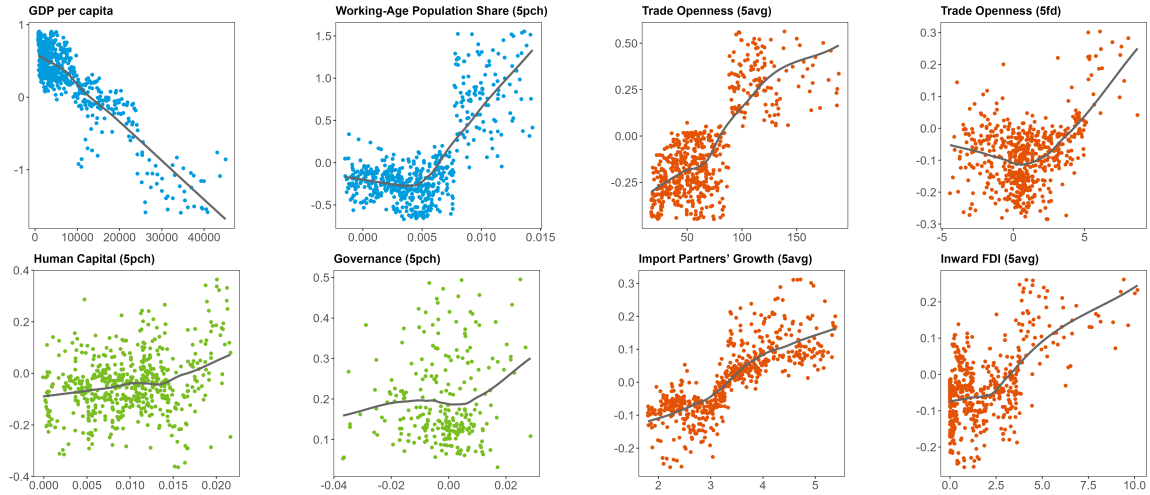 GDP per capita
1
0
-1
0 10000 20000 30000 40000
Working-Age Population Share (5pch)
1.5
1.0
0.5
0.0
-0.5
0.000 0.005 0.010 0.015
Trade Openness (5avg)
0.50
0.25
0.00
-0.25
50 100 150
Trade Openness (5fd)
0.3
0.2
0.1
-0.0
-0.1
-0.2
-0.3
-5 0 5
Human Capital (5pch)
0.4
0.2
0.0
-0.2
-0.4
0.000 0.005 0.010 0.015 0.020
Governance (5pch)
0.5
0.4
0.3
0.2
0.1
-0.04 -0.02 0.00 0.02
Import Partners’ Growth (5avg)
0.3
0.2
0.1
0.0
-0.1
-0.2
2 3 4 5
Inward FDI (5avg)
0.2
0.1
-0.0
-0.1
-0.2
0.0 2.5 5.0 7.5 10.0